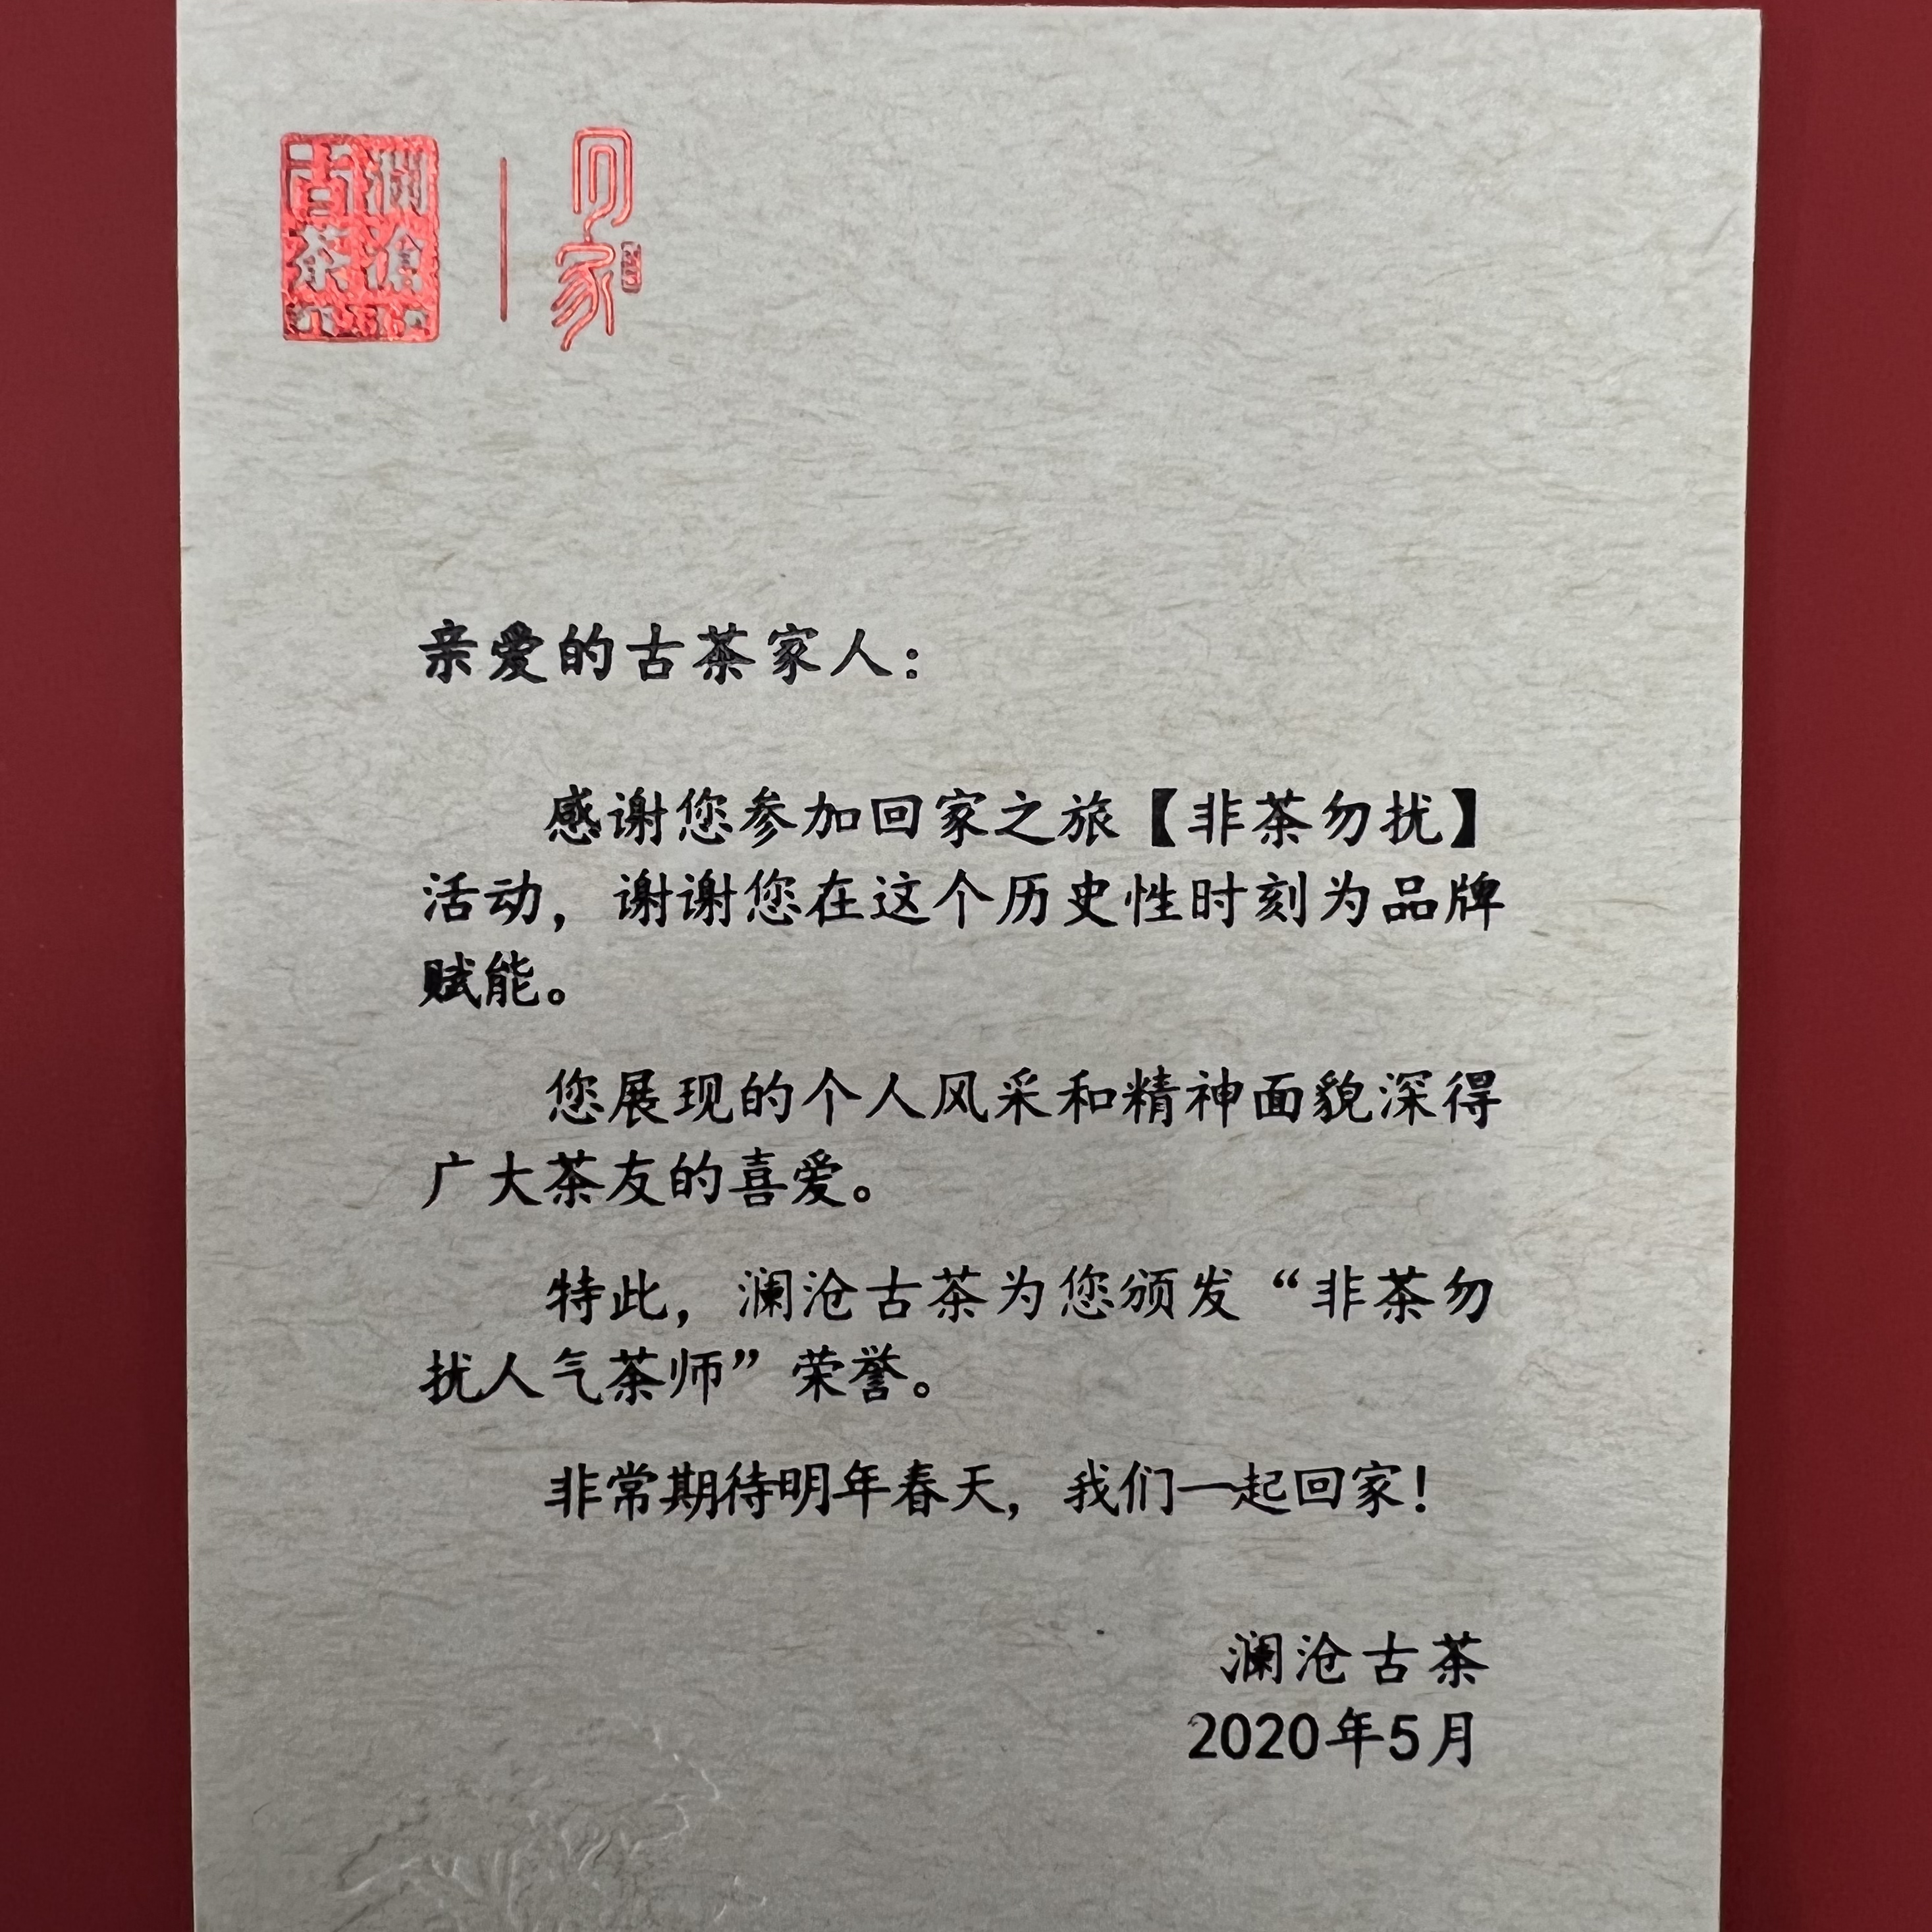 澜沧
古茶
回家
亲爱的古茶家人：
感谢您参加回家之旅【非茶勿扰】
活动，谢谢您在这个历史性时刻为品牌
赋能。
您展现的个人风采和精神面貌深得
广大茶友的喜爱。
特此，澜沧古茶为您颁发“非茶勿
扰人气茶师”荣誉。
非常期待明年春天，我们一起回家！
澜沧古茶
2020年5月